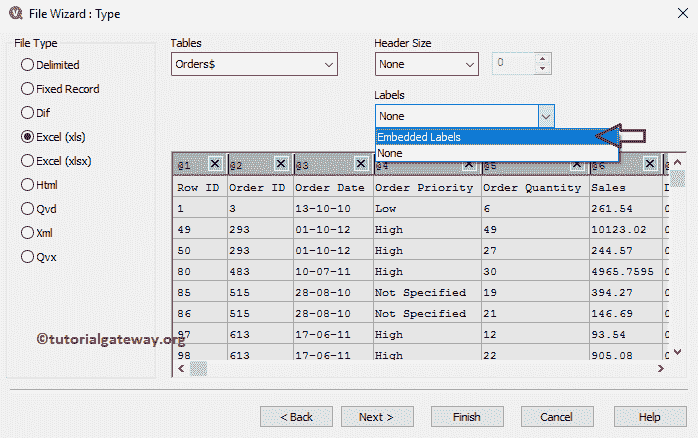 File Wizard : Type
File Type
Delimited
Fixed Record
Dif
Excel (xls)
Excel (xlsx)
Html
Qvd
Xml
Qvx
Tables
Orders$
Header Size
None
0
Labels
None
Embedded Labels
None
@1 @2 @3 @4 @5 @6
Row ID Order ID Order Date Order Priority Order Quantity Sales
1 3 13-10-10 Low 6 261.54
49 293 01-10-12 High 49 10123.02
50 293 01-10-12 High 27 244.57
80 483 10-07-11 High 30 4965.7595
85 515 28-08-10 Not Specified 19 394.27
86 515 28-08-10 Not Specified 21 146.69
97 613 17-06-11 High 12 93.54
98 613 17-06-11 High 22 905.08
©tutorialgateway.org
< Back
Next >
Finish
Cancel
Help